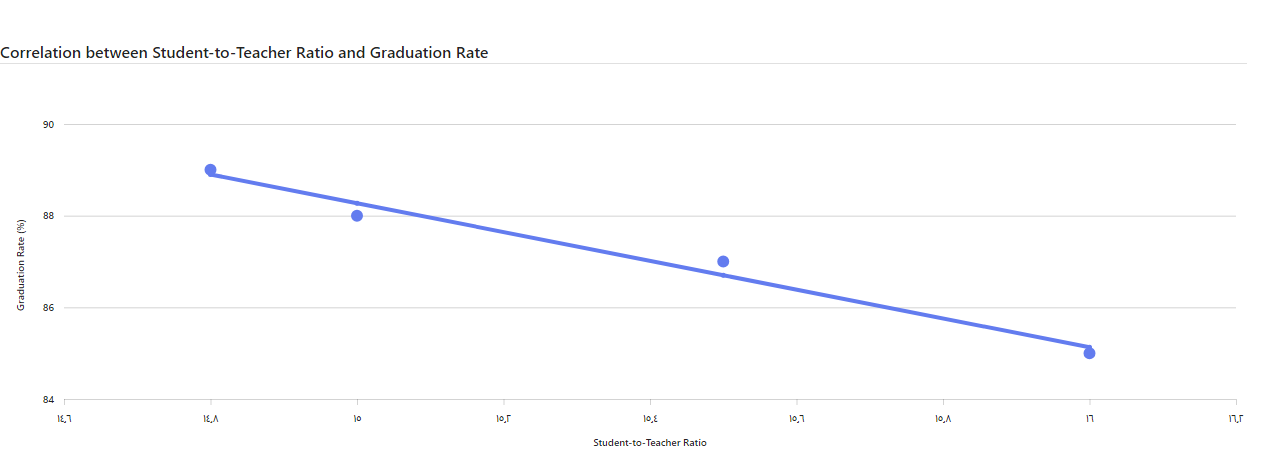 Correlation between Student-to-Teacher Ratio and Graduation Rate
90
88
86
84
Graduation Rate (%)
١٤٫٦ ١٤٫٨ ١٥ ١٥٫٢ ١٥٫٤ ١٥٫٦ ١٥٫٨ ١٦ ١٦٫٢
Student-to-Teacher Ratio